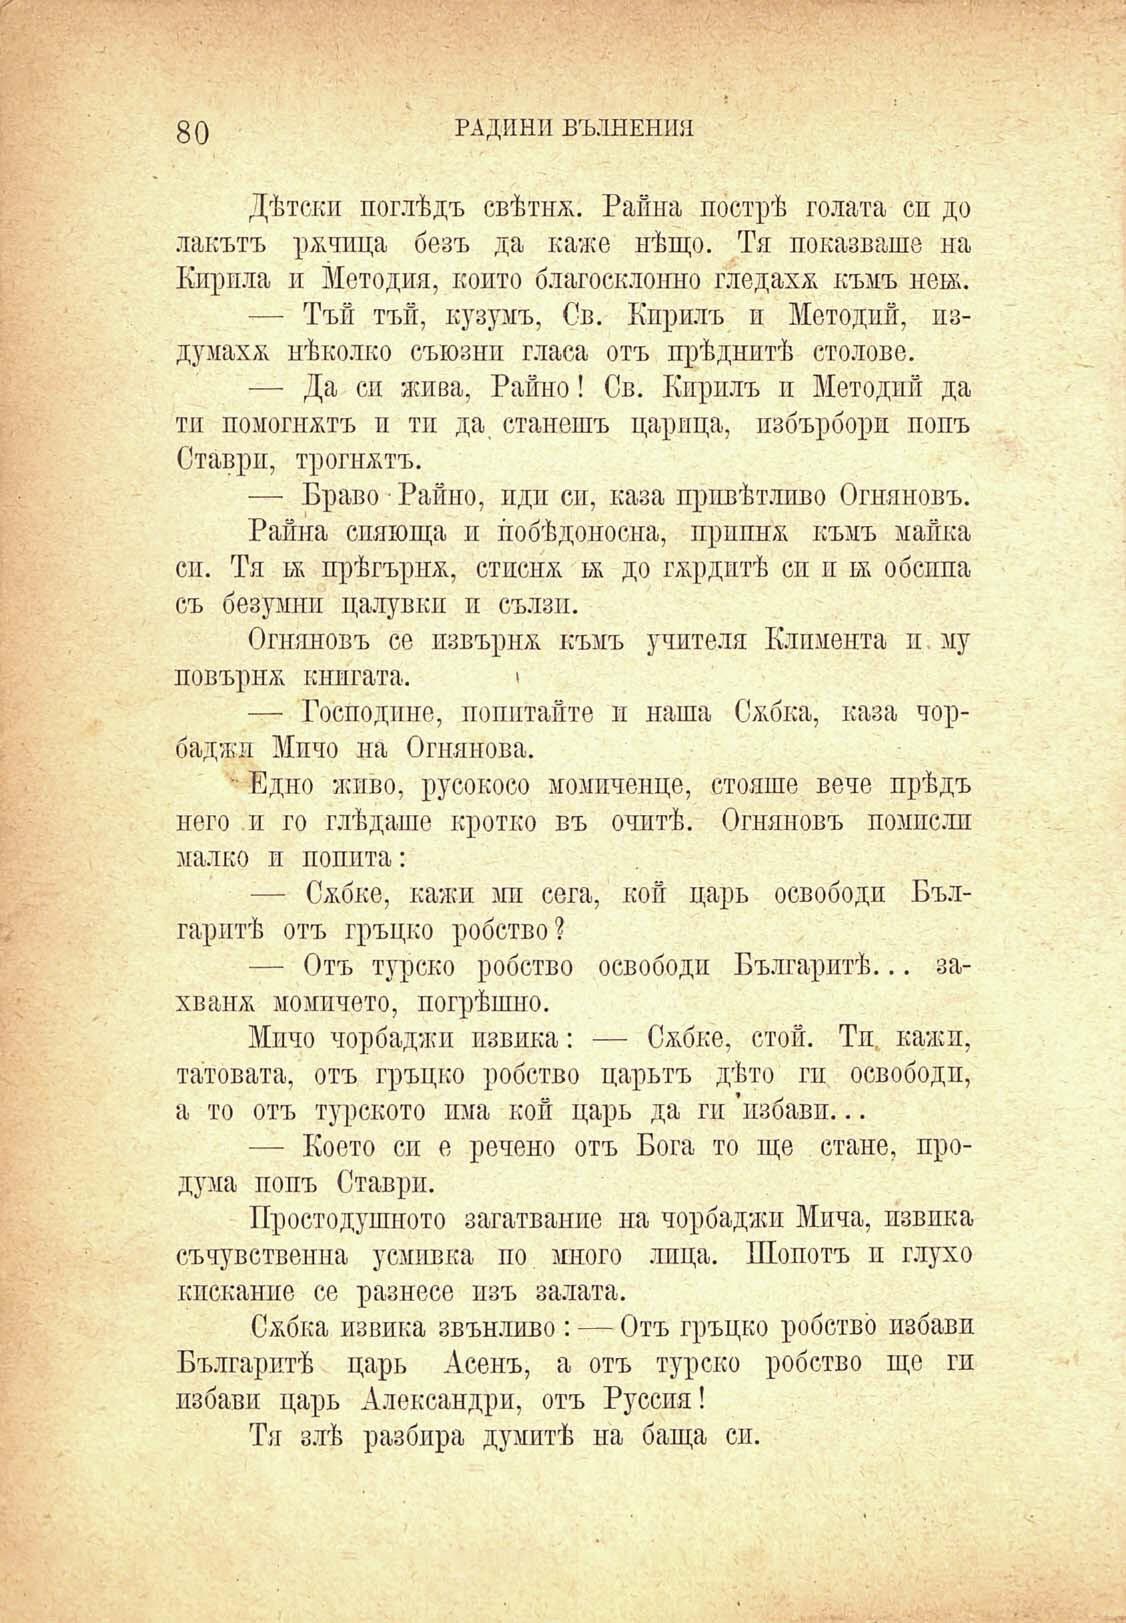 80
РАДИНИ ВЪЛНЕНИЯ
Дѣтски поглѣдъ свѣтнѫ. Райна пострѣ голата си до
лакътъ рѫчица безъ да каже нѣщо. Тя показваше на
Кирила и Методия, които благосклонно гледахѫ къмъ неѭ.
— Тъй тъй, кузумъ, Св. Кирилъ и Методий, из-
думахѫ нѣколко съюзни гласа отъ прѣднитѣ столове.
— Да си жива, Райно! Св. Кирилъ и Методий да
ти помогнѫтъ и ти да станешъ царица, избърбори попъ
Ставри, трогнѫтъ.
— Браво Райно, иди си, каза привѣтливо Огняновъ.
Райна сияюща и побѣдоносна, припнѫ къмъ майка
си. Тя ѭ прѣгърнѫ, стиснѫ ѭ до гѫрдитѣ си и ѭ обсипа
съ безумни цалувки и сълзи.
Огняновъ се извърнѫ къмъ учителя Климента и му
повърнѫ книгата.
— Господине, попитайте и наша Сѫбка, каза чор-
баджи Мичо на Огнянова.
Едно живо, русокосо момиченце, стояше вече прѣдъ
него и го глѣдаше кротко въ очитѣ. Огняновъ помисли
малко и попита:
— Сѫбке, кажи ми сега, кой царь освободи Бъл-
гаритѣ отъ гръцко робство?
— Отъ турско робство освободи Българитѣ... за-
хванѫ момичето, погрѣшно.
Мичо чорбаджи извика: — Сѫбке, стой. Ти кажи,
татовата, отъ гръцко робство царьтъ дѣто ги освободи,
а то отъ турското има кой царь да ги избави...
— Което си е речено отъ Бога то ще стане, про-
дума попъ Ставри.
Простодушното загатвание на чорбаджи Мича, извика
съчувственна усмивка по много лица. Шопотъ и глухо
кискание се разнесе изъ залата.
Сѫбка извика звънливо: — Отъ гръцко робство избави
Българитѣ царь Асенъ, а отъ турско робство ще ги
избави царь Александри, отъ Руссия!
Тя злѣ разбира думитѣ на баща си.